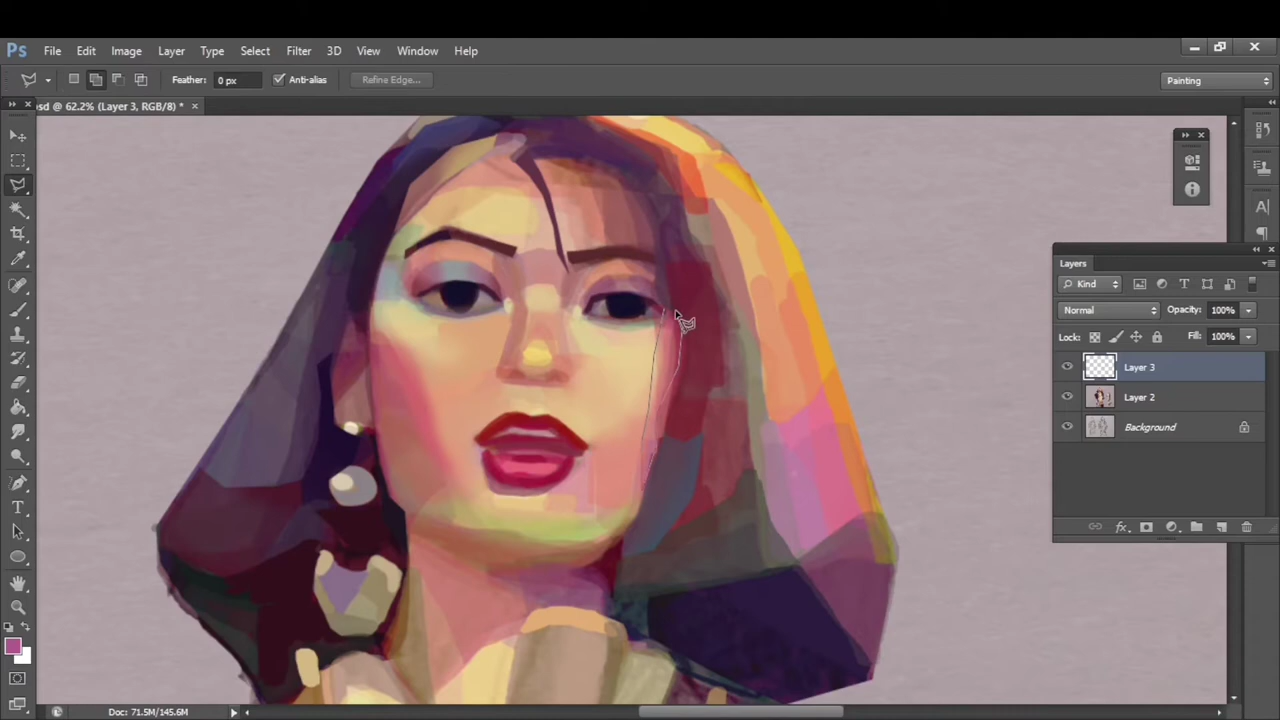 Ps File Edit Image Layer Type Select Filter 3D View Window Help
Feather: 0 px Anti-alias Refine Edge... Painting
sd @ 62.2% (Layer 3, RGB/8) * ×
Layers
Kind
Normal Opacity: 100%
Lock: Fill: 100%
Layer 3
Layer 2
Background
Doc: 71.5M/145.6M